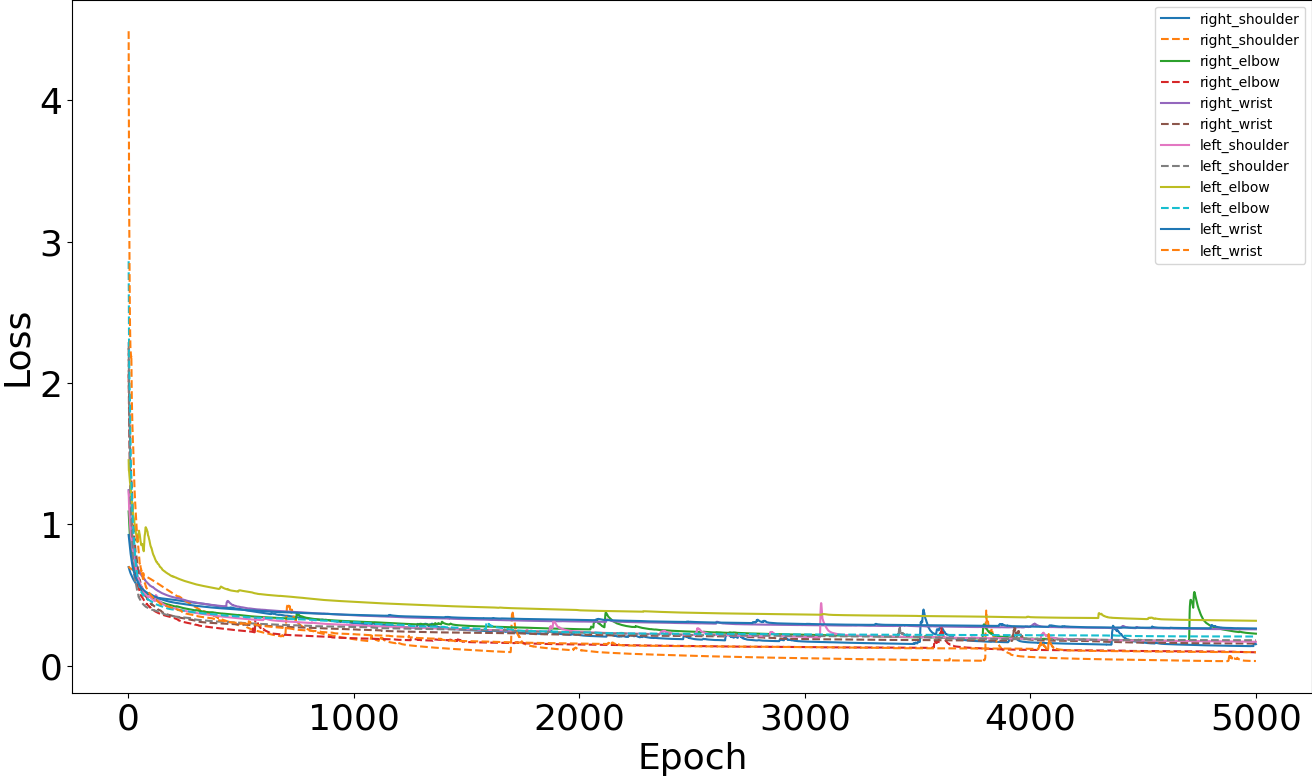 right_shoulder
right_shoulder
right_elbow
right_elbow
right_wrist
right_wrist
left_shoulder
left_shoulder
left_elbow
left_elbow
left_wrist
left_wrist
4
3
2
1
0
Loss
0 1000 2000 3000 4000 5000
Epoch